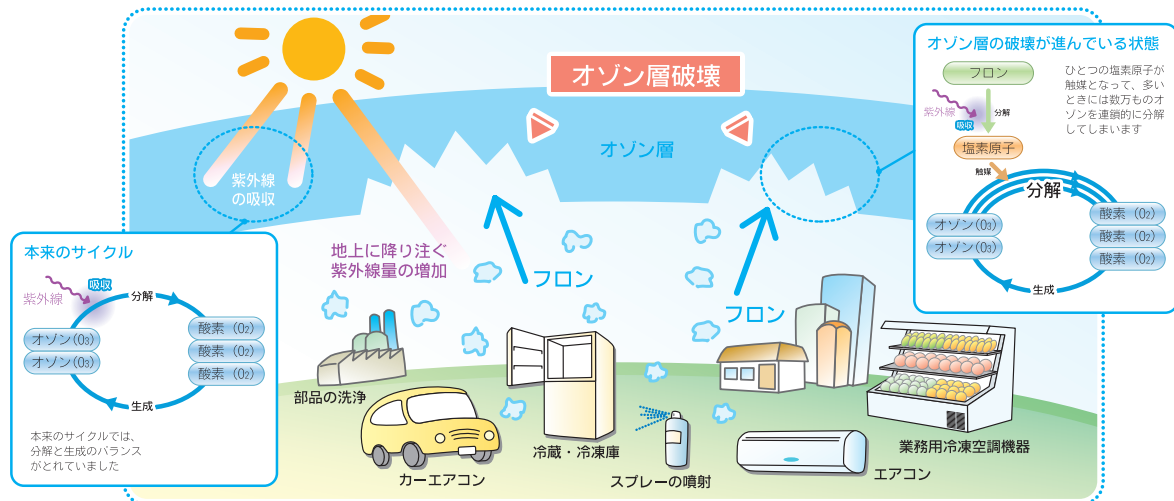 オゾン層破壊
オゾン層
紫外線
の吸収
地上に降り注ぐ
紫外線量の増加
フロン
フロン
部品の洗浄
カーエアコン
冷蔵・冷凍庫
スプレーの噴射
エアコン
業務用冷凍空調機器
本来のサイクル
紫外線
吸収
分解
オゾン(O₃)
オゾン(O₃)
酸素(O₂)
酸素(O₂)
酸素(O₂)
生成
本来のサイクルでは、
分解と生成のバランス
がとれていました
オゾン層の破壊が進んでいる状態
フロン
紫外線
吸収
分解
塩素原子
触媒
ひとつの塩素原子が
触媒となって、多い
ときには数万ものオ
ゾンを連鎖的に分解
してしまいます
分解
オゾン(O₃)
オゾン(O₃)
酸素(O₂)
酸素(O₂)
酸素(O₂)
生成